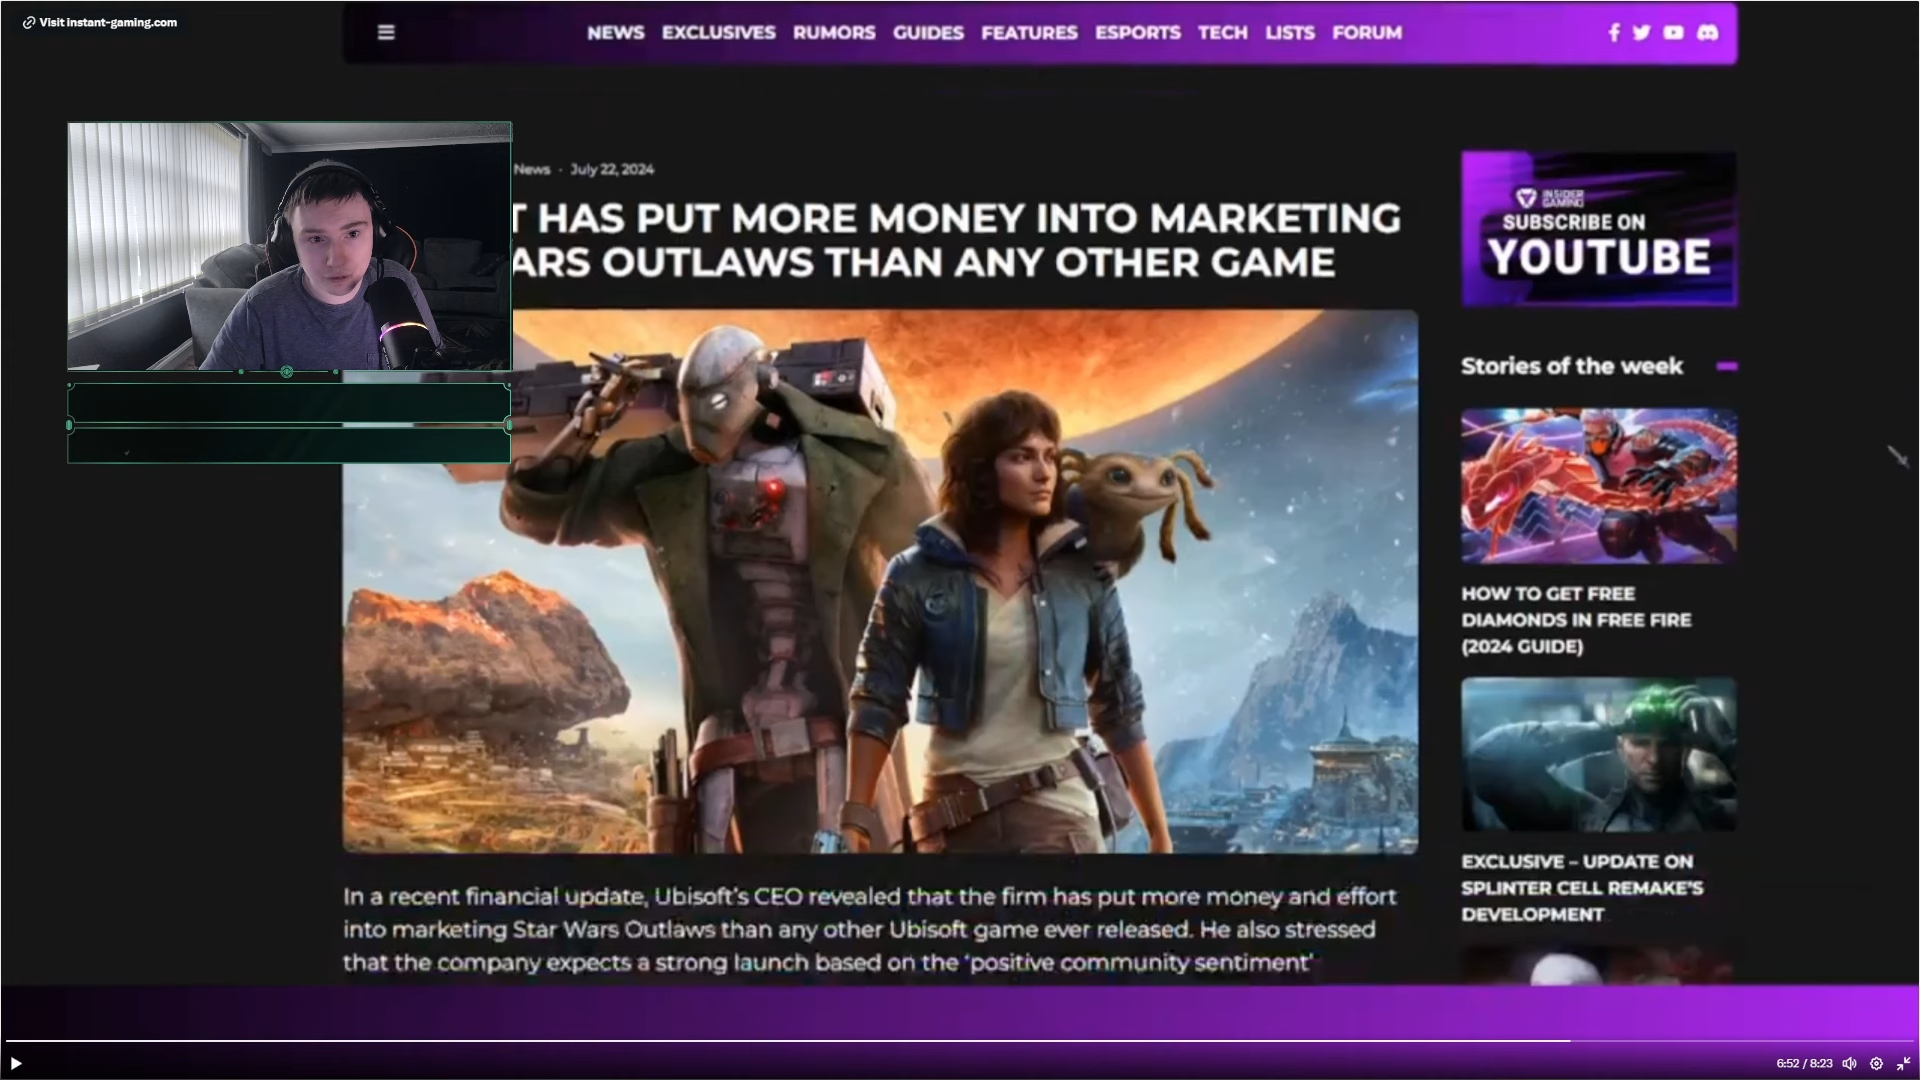 Visit instant-gaming.com
NEWS EXCLUSIVES RUMORS GUIDES FEATURES ESPORTS TECH LISTS FORUM
News · July 22, 2024
T HAS PUT MORE MONEY INTO MARKETING
ARS OUTLAWS THAN ANY OTHER GAME
INSIDER
GAMING
SUBSCRIBE ON
YOUTUBE
Stories of the week
HOW TO GET FREE
DIAMONDS IN FREE FIRE
(2024 GUIDE)
EXCLUSIVE – UPDATE ON
SPLINTER CELL REMAKE'S
DEVELOPMENT
In a recent financial update, Ubisoft's CEO revealed that the firm has put more money and effort
into marketing Star Wars Outlaws than any other Ubisoft game ever released. He also stressed
that the company expects a strong launch based on the 'positive community sentiment'
6:52 / 8:23